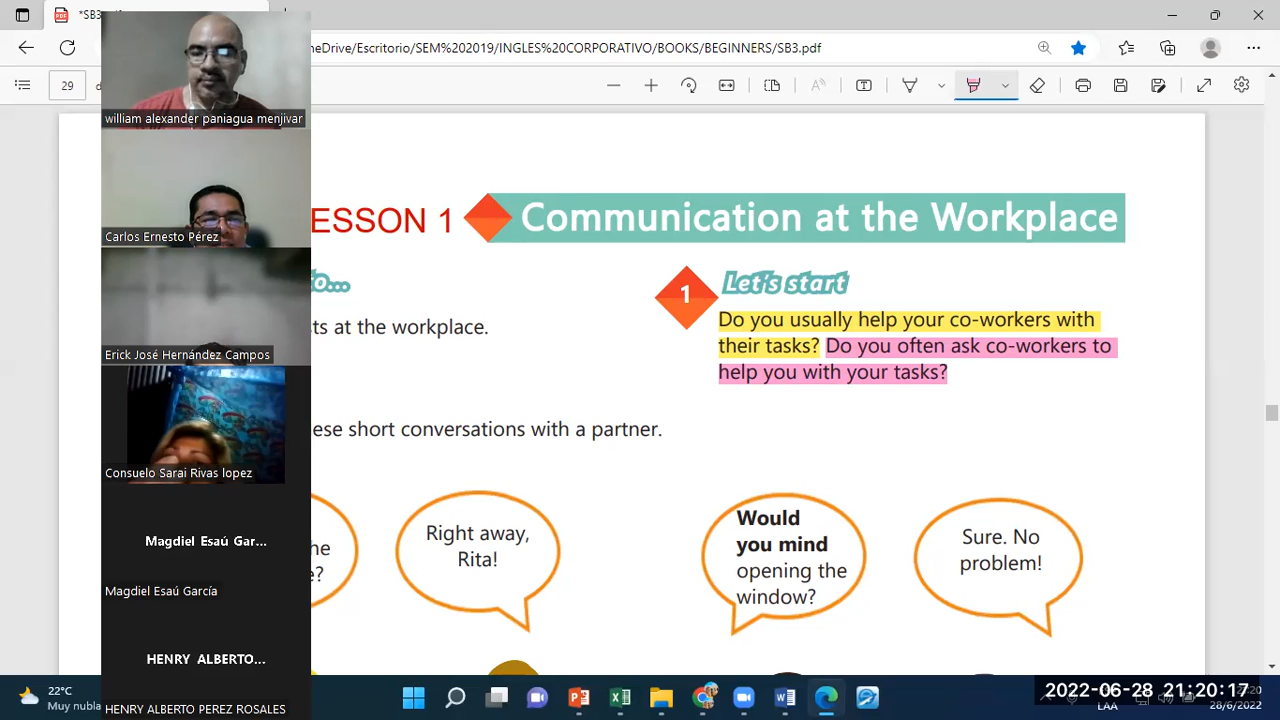 neDrive/Escritorio/SEM%202019/INGLES%20CORPORATIVO/BOOKS/BEGINNERS/SB3.pdf
29
william alexander paniagua menjivar
Carlos Ernesto Pérez
Erick José Hernández Campos
Consuelo Sarai Rivas lopez
Magdiel Esaú Gar...
Magdiel Esaú García
HENRY ALBERTO...
HENRY ALBERTO PEREZ ROSALES
ESSON 1
Communication at the Workplace
o...
sts at the workplace.
1
Let's start
Do you usually help your co-workers with
their tasks? Do you often ask co-workers to
help you with your tasks?
ese short conversations with a partner.
he
e?
Right away,
Rita!
Would
you mind
opening the
window?
Sure. No
problem!
22°C
Muy nubla
LAA
2022-06-28 21:20:17
28/6/2022